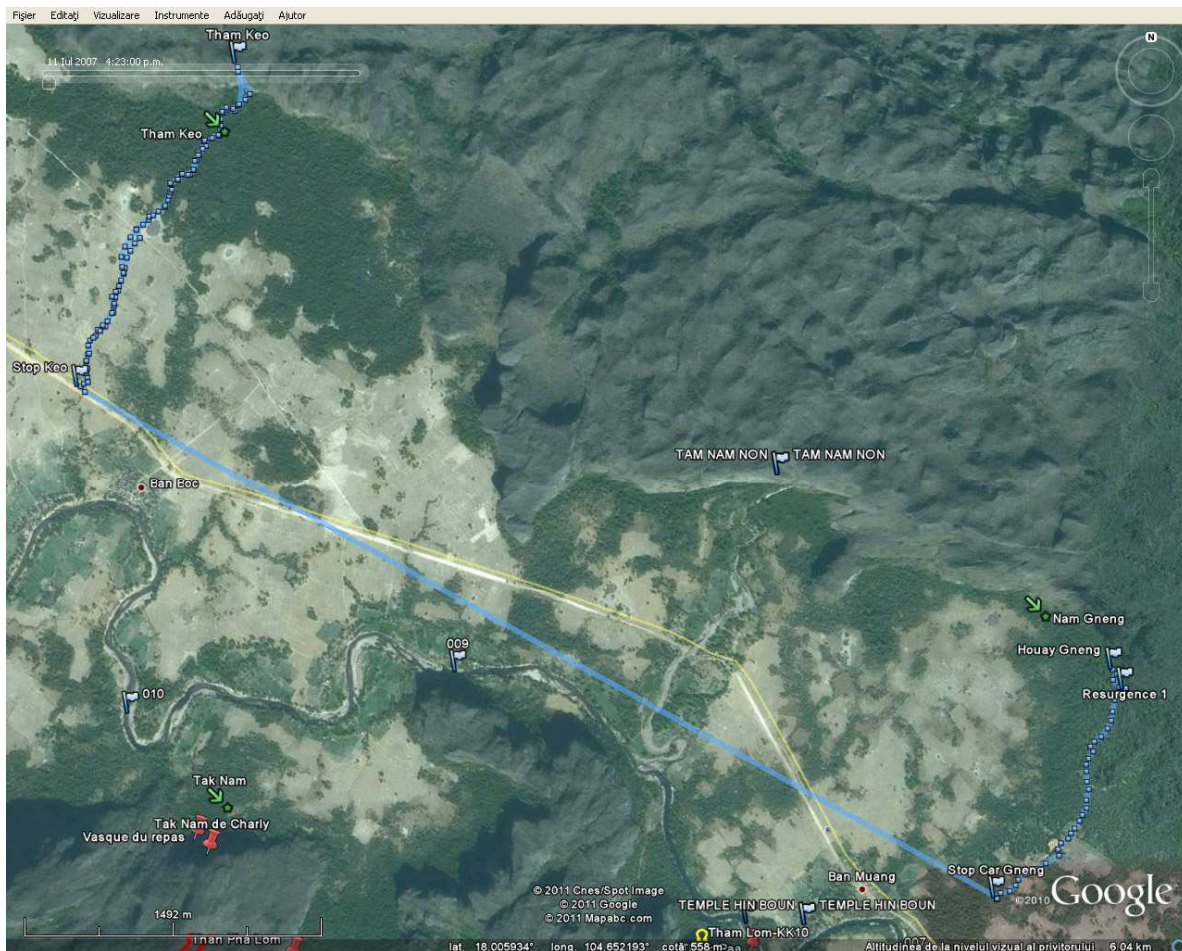 Fişier Editaţi Vizualizare Instrumente Adăugaţi Ajutor
Tham Keo
11 Iul 2007 4:23:00 p.m.
N
Tham Keo
Stop Keo
Ban Boc
TAM NAM NON TAM NAM NON
Nam Gneng
Houay Gneng
009
Resurgence 1
010
Tak Nam
Tak Nam de Charly
Vasque du repas
Stop Car Gneng
Ban Muang
© 2011 Cnes/Spot Image
© 2011 Google
© 2011 Mapabc.com
©2010 Google
TEMPLE HIN BOUN TEMPLE HIN BOUN
1492 m
Tham Lom-KK10
Than Pha Lom
007
lat. 18.005934° long. 104.652193° cotă 558 m
Altitudinea de la nivelul vizual al privitorului 6.04 km